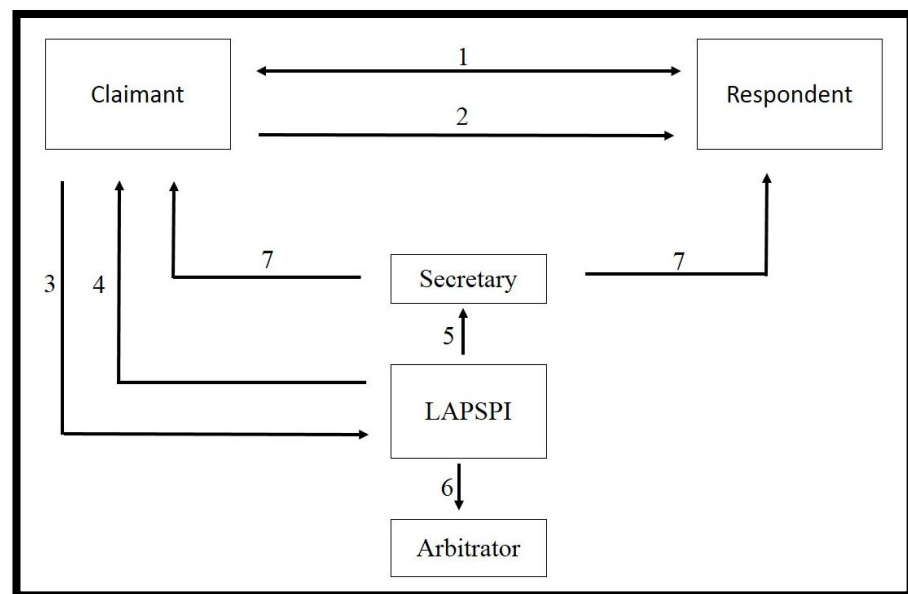 1
Claimant
Respondent
2
3
4
7
7
Secretary
5
LAPSPI
6
Arbitrator